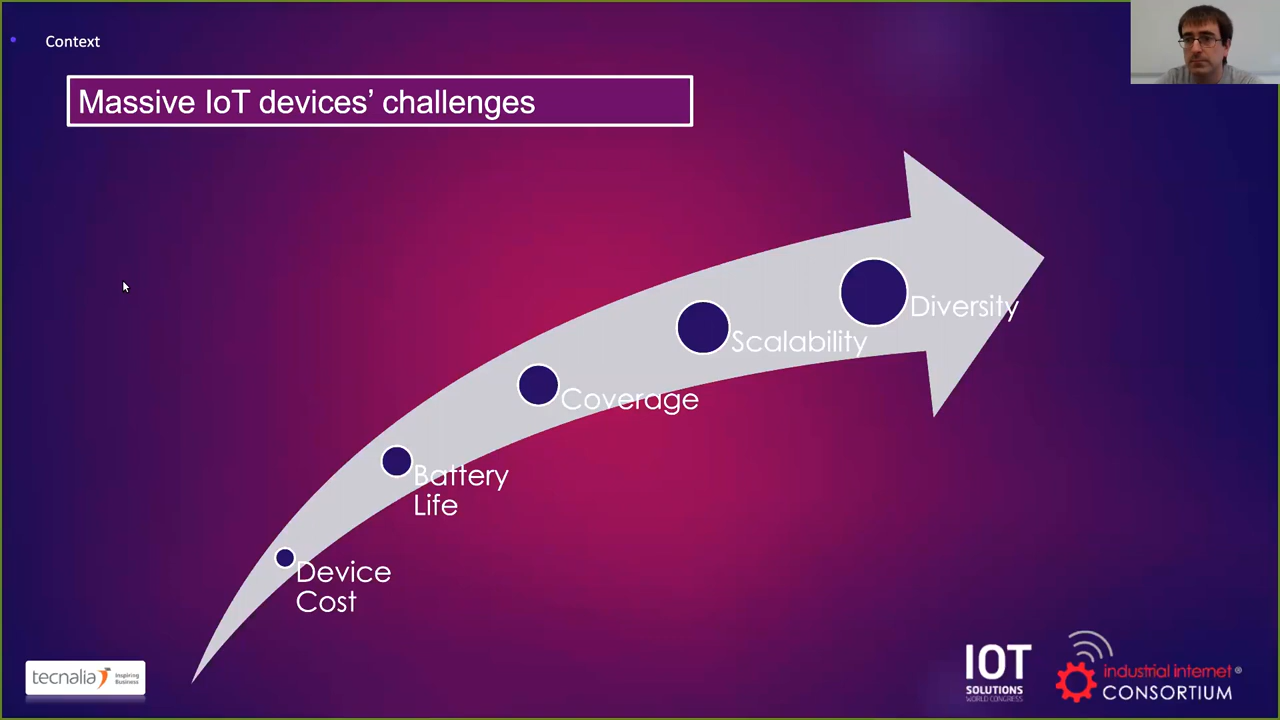 Context
Massive IoT devices’ challenges
Diversity
Scalability
Coverage
Battery
Life
Device
Cost
tecnalia Inspiring
Business
IOT
SOLUTIONS
WORLD CONGRESS
industrial internet®
CONSORTIUM